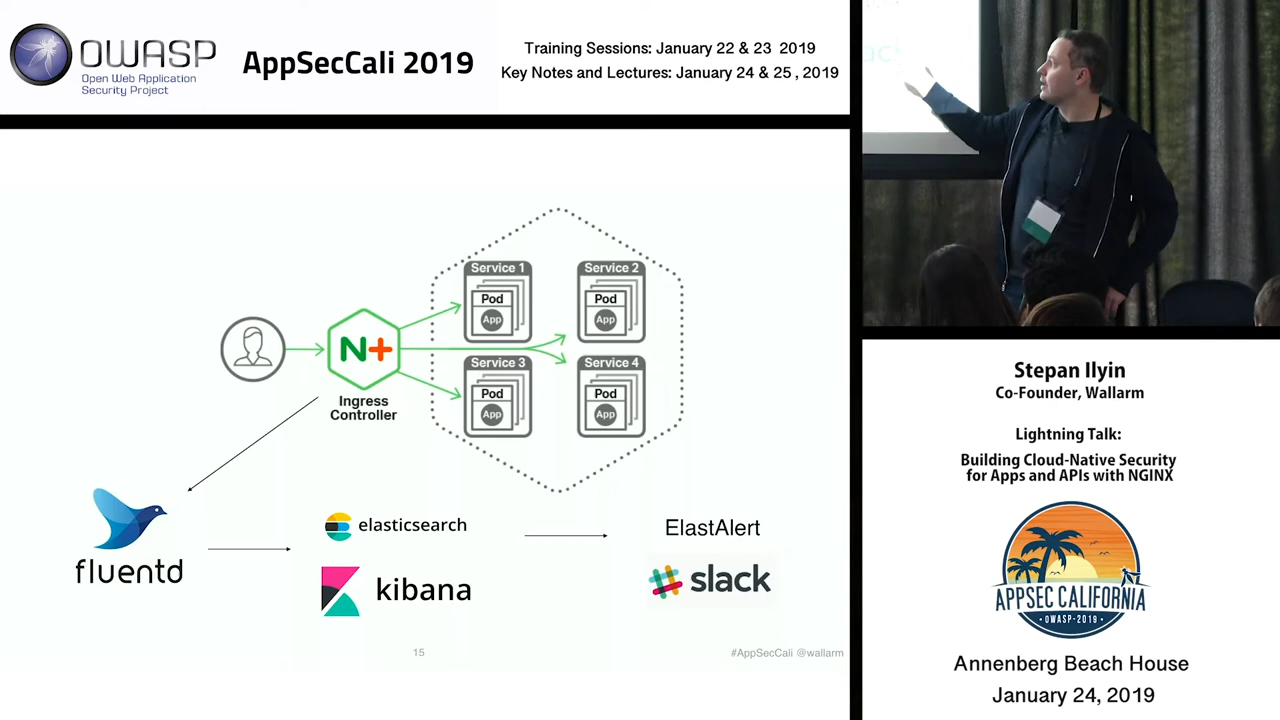 OWASP
Open Web Application
Security Project
AppSecCali 2019
Training Sessions: January 22 & 23 2019
Key Notes and Lectures: January 24 & 25 , 2019
Service 1
Pod
App
Service 2
Pod
App
N+
Ingress
Controller
Service 3
Pod
App
Service 4
Pod
App
fluentd
elasticsearch
kibana
ElastAlert
slack
15
#AppSecCali @wallarm
Stepan Ilyin
Co-Founder, Wallarm
Lightning Talk:
Building Cloud-Native Security
for Apps and APIs with NGINX
APPSEC CALIFORNIA
OWASP-2019
Annenberg Beach House
January 24, 2019